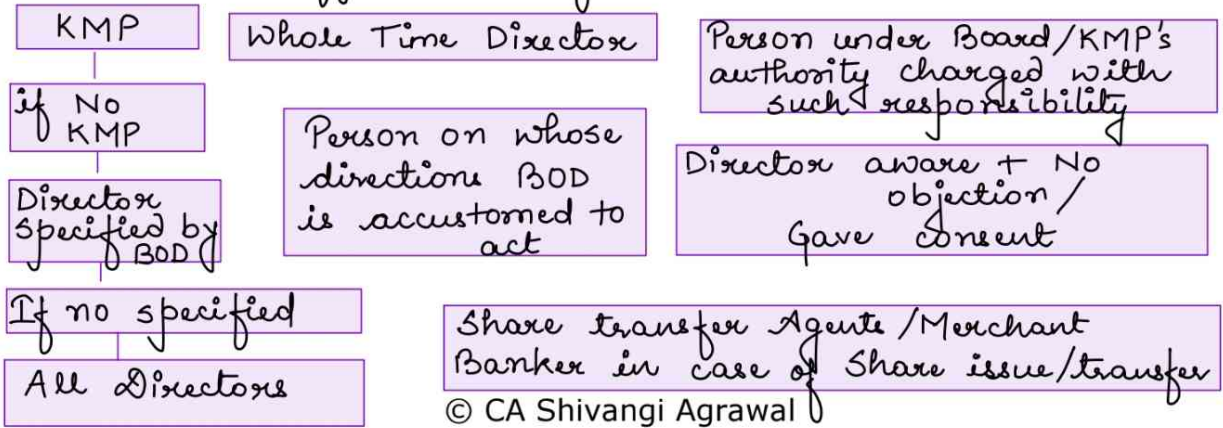 KMP
if No
KMP
Director
specified by
BOD
If no specified
All Directors
Whole Time Director
Person on whose
directions BOD
is accustomed to
act
Person under Board/KMP's
authority charged with
such responsibility
Director aware + No
objection/
Gave consent
Share transfer Agents/Merchant
Banker in case of Share issue/transfer
© CA Shivangi Agrawal